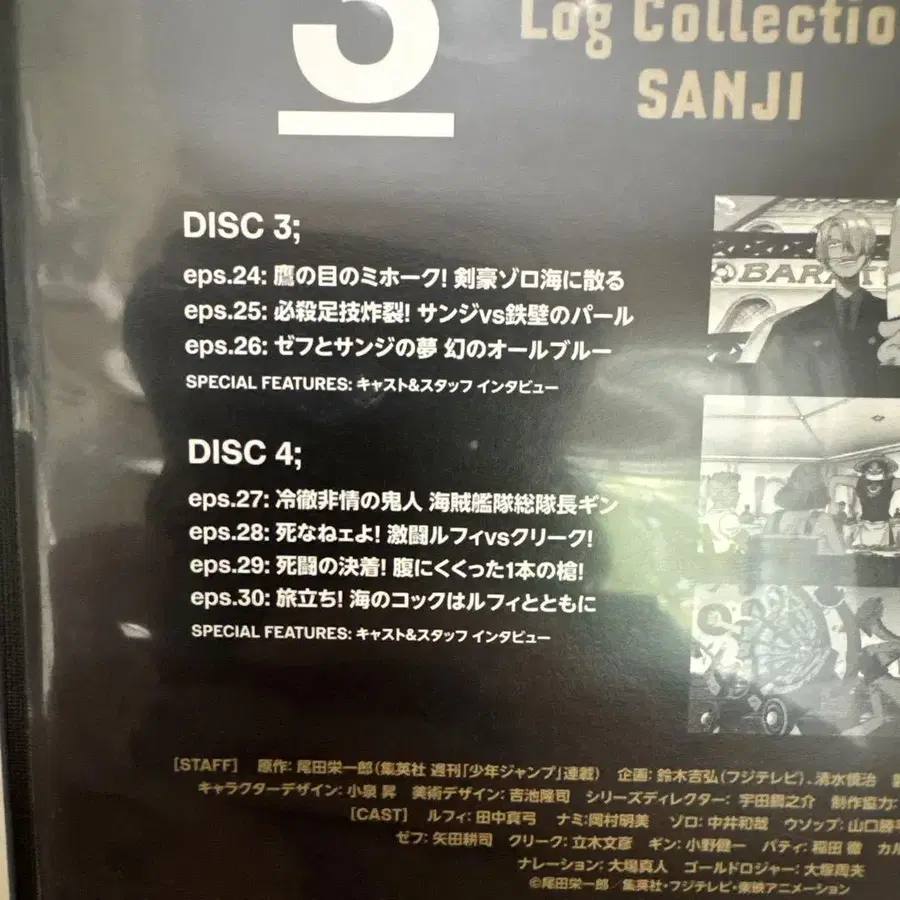 3
Log Collectio
SANJI
DISC 3;
eps.24: 鷹の目のミホーク! 剣豪ゾロ海に散る
eps.25: 必殺足技炸裂! サンジvs鉄壁のパール
eps.26: ゼフとサンジの夢 幻のオールブルー
SPECIAL FEATURES: キャスト&スタッフ インタビュー
BARATI
DISC 4;
eps.27: 冷徹非情の鬼人 海賊艦隊総隊長ギン
eps.28: 死なねェよ! 激闘ルフィvsクリーク!
eps.29: 死闘の決着! 腹にくくった1本の槍!
eps.30: 旅立ち! 海のコックはルフィとともに
SPECIAL FEATURES: キャスト&スタッフ インタビュー
[STAFF] 原作: 尾田栄一郎(集英社 週刊「少年ジャンプ」連載) 企画: 鈴木吉弘(フジテレビ)、清水慎治
キャラクターデザイン: 小泉 昇 美術デザイン: 吉池隆司 シリーズディレクター: 宇田鋼之介 制作協力:
[CAST] ルフィ: 田中真弓 ナミ: 岡村明美 ゾロ: 中井和哉 ウソップ: 山口勝平
ゼフ: 矢田耕司 クリーク: 立木文彦 ギン: 小野健一 パティ: 稲田 徹 カル
ナレーション: 大場真人 ゴールドロジャー: 大塚周夫
©尾田栄一郎/集英社・フジテレビ・東映アニメーション